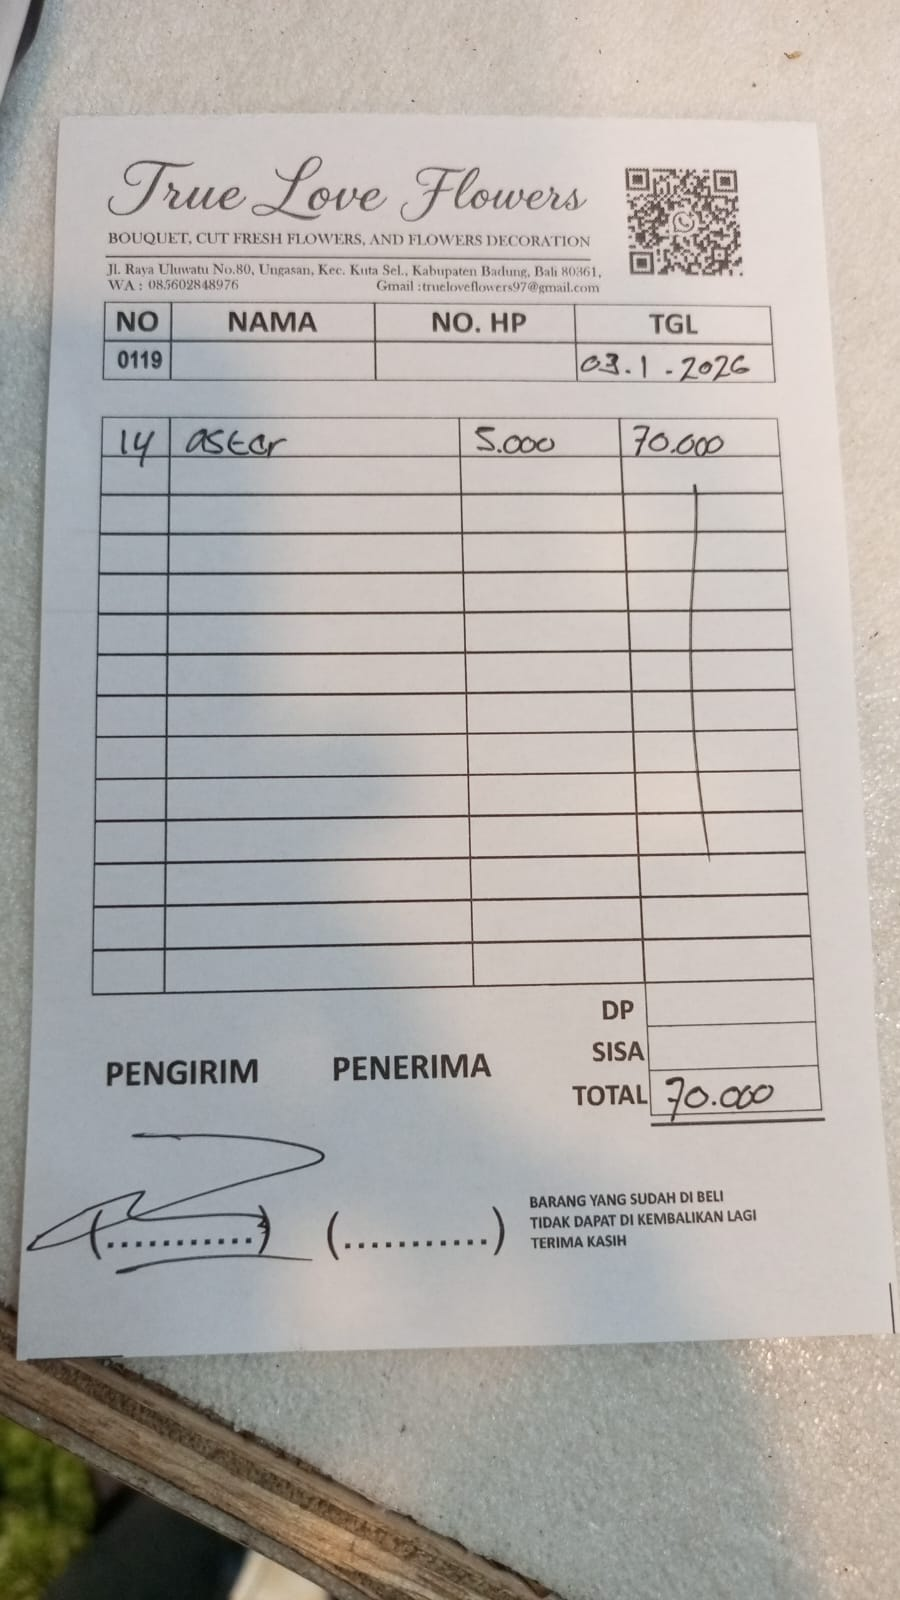 True Love Flowers
BOUQUET, CUT FRESH FLOWERS, AND FLOWERS DECORATION
Jl. Raya Uluwatu No.80, Ungasan, Kec. Kuta Sel., Kabupaten Badung, Bali 80361,
WA : 085602848976 Gmail :trueloveflowers97@gmail.com
NO NAMA NO. HP TGL
0119 03.1.2026
14 aster 5.000 70.000
DP
SISA
PENGIRIM PENERIMA
TOTAL 70.000
(............) (............)
BARANG YANG SUDAH DI BELI
TIDAK DAPAT DI KEMBALIKAN LAGI
TERIMA KASIH